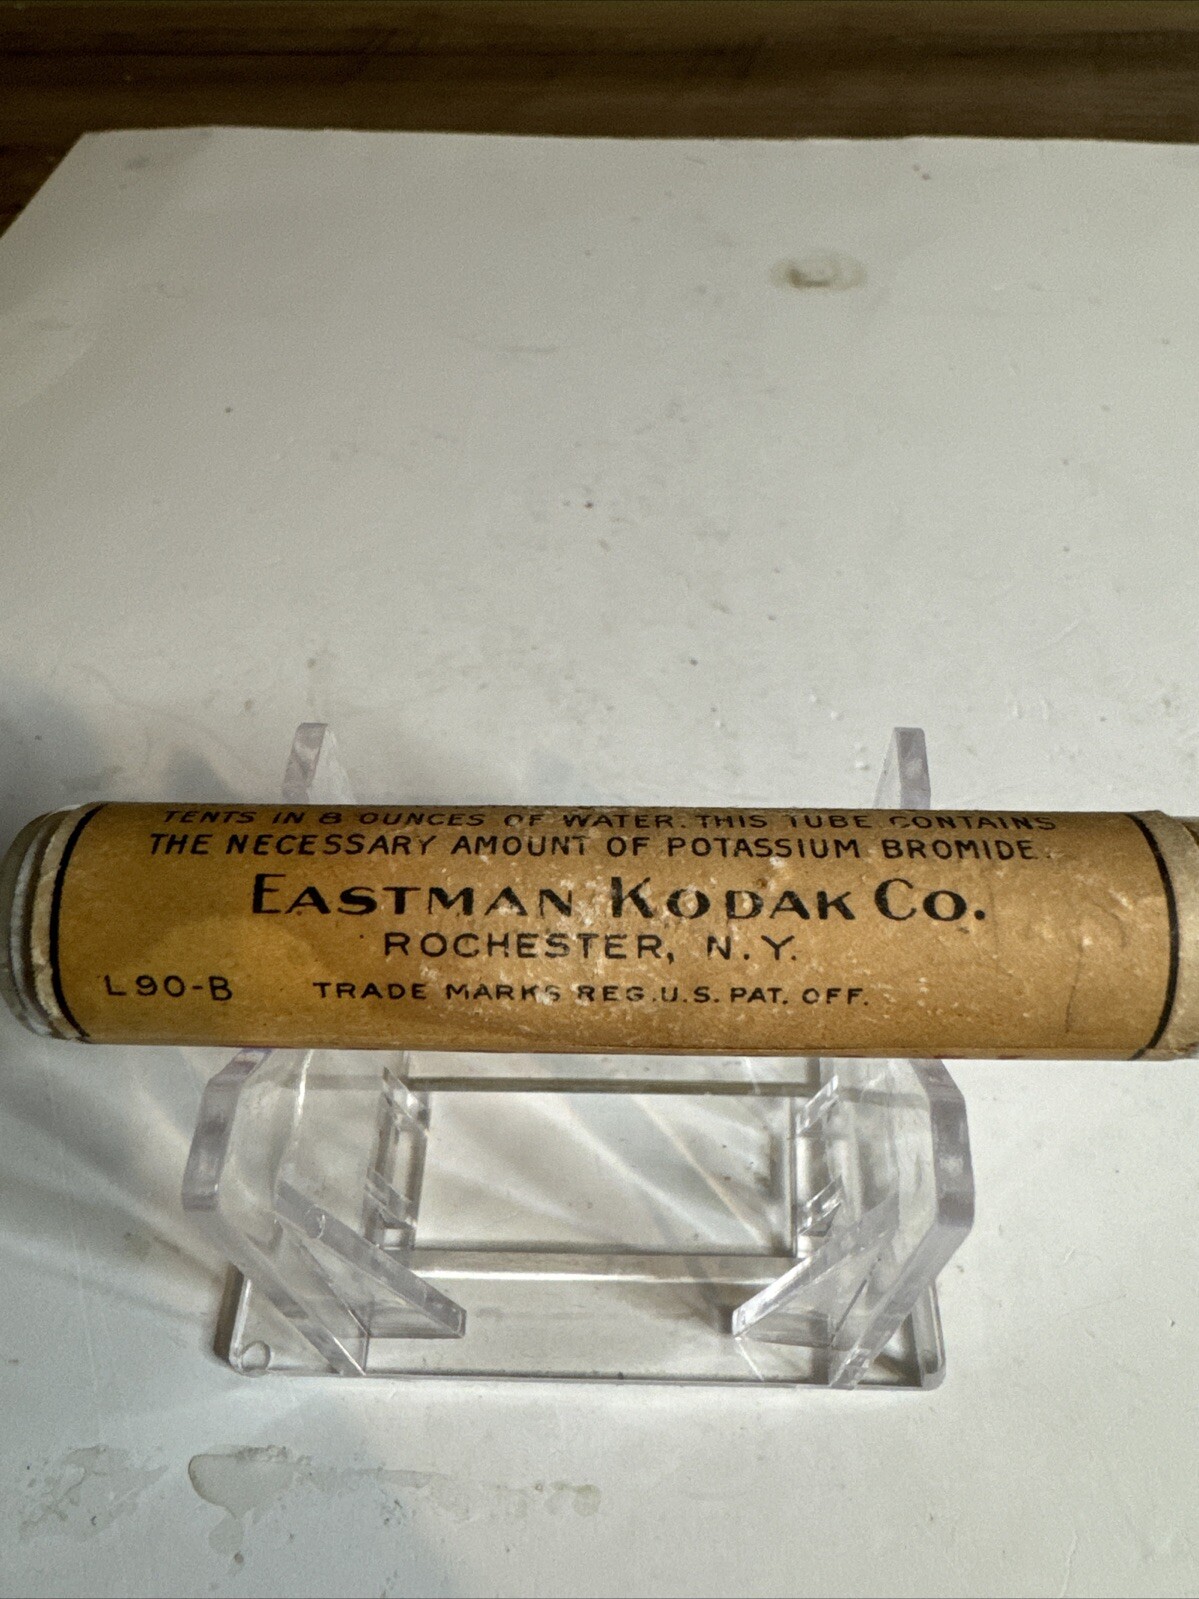 TENTS IN 8 OUNCES OF WATER. THIS TUBE CONTAINS
THE NECESSARY AMOUNT OF POTASSIUM BROMIDE.
EASTMAN KODAK CO.
ROCHESTER, N.Y.
L90-B TRADE MARKS REG. U.S. PAT. OFF.